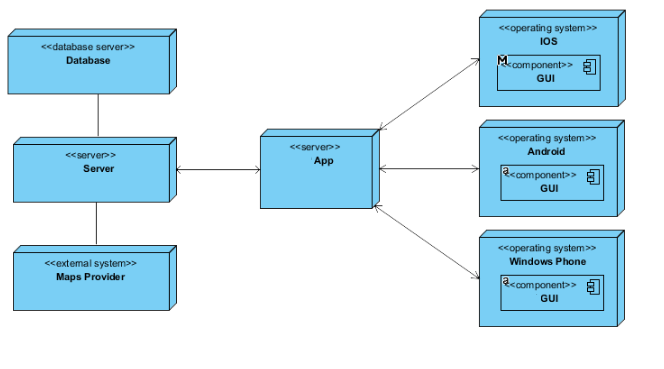 <<database server>>
Database
<<server>>
Server
<<external system>>
Maps Provider
<<server>>
App
<<operating system>>
IOS
M
<<component>>
GUI
<<operating system>>
Android
a
<<component>>
GUI
<<operating system>>
Windows Phone
a
<<component>>
GUI